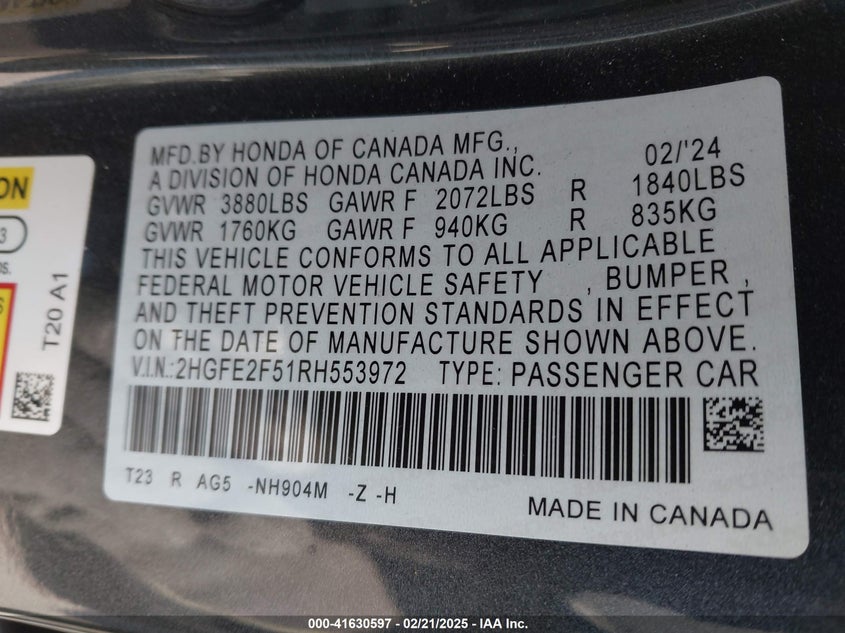 MFD.BY HONDA OF CANADA MFG., 02/'24
A DIVISION OF HONDA CANADA INC.
GVWR 3880LBS GAWR F 2072LBS R 1840LBS
GVWR 1760KG GAWR F 940KG R 835KG
THIS VEHICLE CONFORMS TO ALL APPLICABLE
FEDERAL MOTOR VEHICLE SAFETY , BUMPER ,
AND THEFT PREVENTION STANDARDS IN EFFECT
ON THE DATE OF MANUFACTURE SHOWN ABOVE.
V.I.N.:2HGFE2F51RH553972 TYPE: PASSENGER CAR
T23 R AG5 -NH904M -Z -H
MADE IN CANADA
ON
3
T20 A1
000-41630597 - 02/21/2025 - IAA Inc.